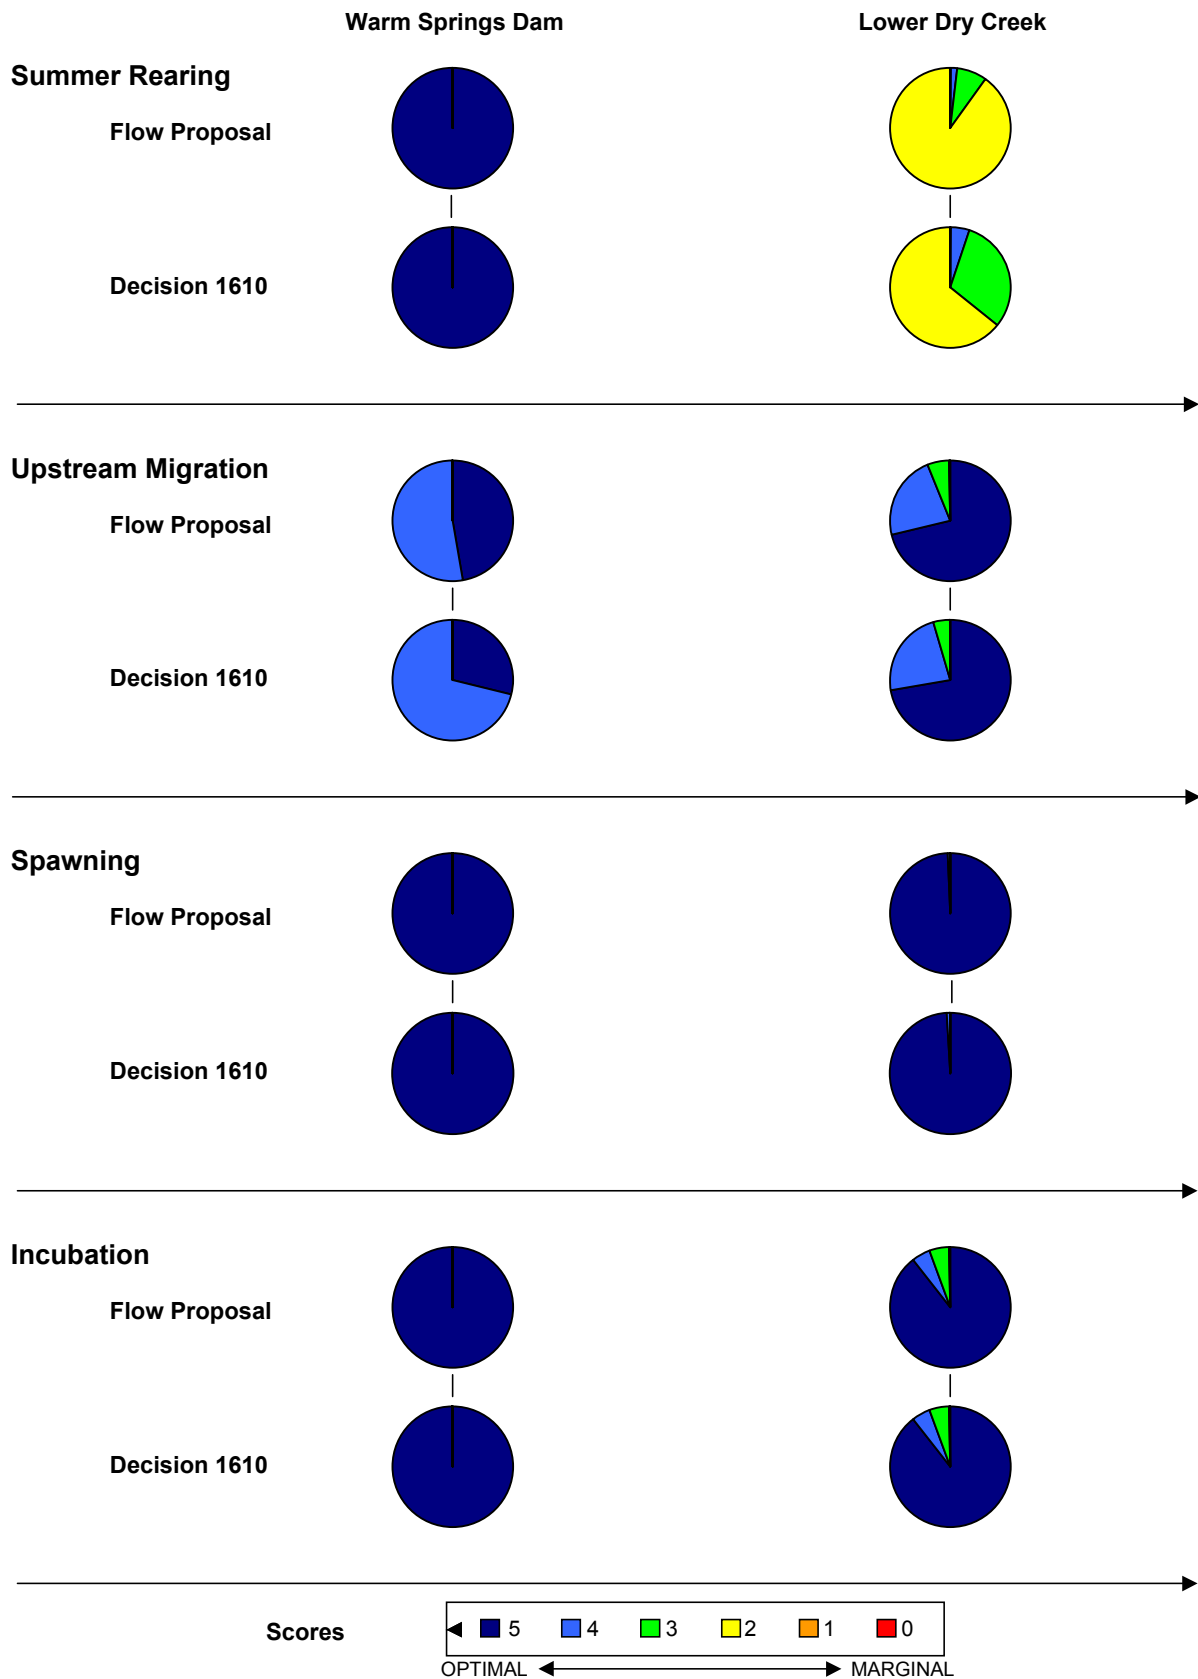 Warm Springs Dam Lower Dry Creek
Summer Rearing
Flow Proposal
Decision 1610
Upstream Migration
Flow Proposal
Decision 1610
Spawning
Flow Proposal
Decision 1610
Incubation
Flow Proposal
Decision 1610
Scores 5 4 3 2 1 0
OPTIMAL MARGINAL